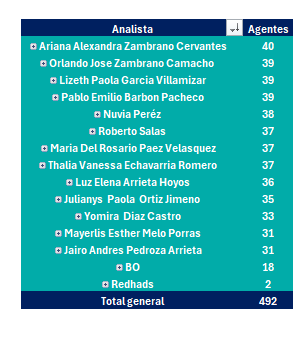 Analista Agentes
Ariana Alexandra Zambrano Cervantes 40
Orlando Jose Zambrano Camacho 39
Lizeth Paola Garcia Villamizar 39
Pablo Emilio Barbon Pacheco 39
Nuvia Peréz 38
Roberto Salas 37
Maria Del Rosario Paez Velasquez 37
Thalia Vanessa Echavarria Romero 37
Luz Elena Arrieta Hoyos 36
Julianys Paola Ortiz Jimeno 35
Yomira Diaz Castro 33
Mayerlis Esther Melo Porras 31
Jairo Andres Pedroza Arrieta 31
BO 18
Redhads 2
Total general 492